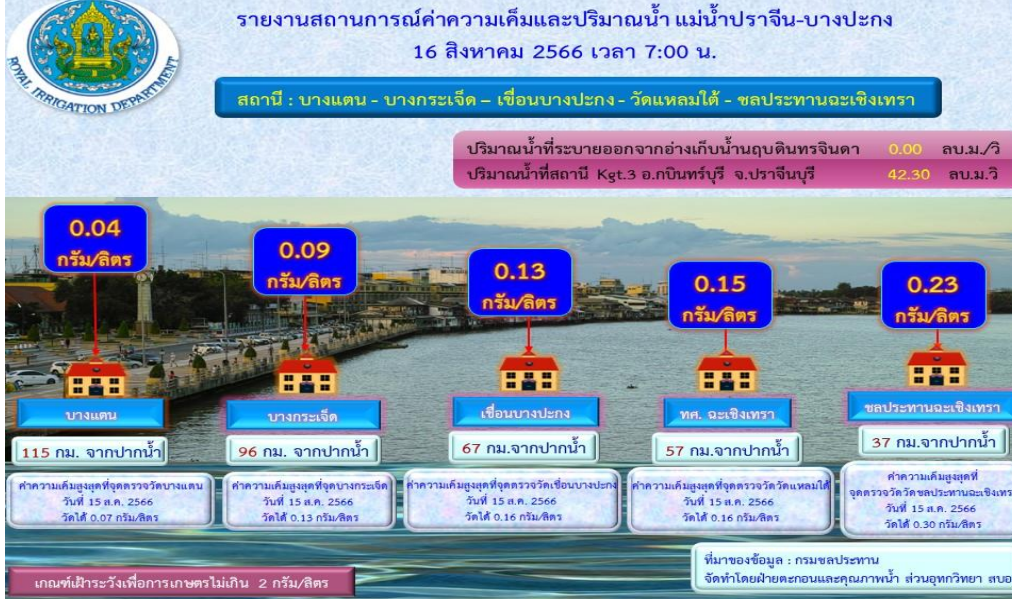 รายงานสถานการณ์ค่าความเค็มและปริมาณน้ำ แม่น้ำปราจีน-บางปะกง
16 สิงหาคม 2566 เวลา 7:00 น.
ROYAL IRRIGATION DEPARTMENT
สถานี : บางแตน - บางกระเจ็ด – เขื่อนบางปะกง - วัดแหลมใต้ - ชลประทานฉะเชิงเทรา
ปริมาณน้ำที่ระบายออกจากอ่างเก็บน้ำนฤบดินทรจินดา 0.00 ลบ.ม./วิ
ปริมาณน้ำที่สถานี Kgt.3 อ.กบินทร์บุรี จ.ปราจีนบุรี 42.30 ลบ.ม.วิ
0.04
กรัม/ลิตร
0.09
กรัม/ลิตร
0.13
กรัม/ลิตร
0.15
กรัม/ลิตร
0.23
กรัม/ลิตร
บางแตน
บางกระเจ็ด
เขื่อนบางปะกง
ทศ. ฉะเชิงเทรา
ชลประทานฉะเชิงเทรา
115 กม. จากปากน้ำ
96 กม. จากปากน้ำ
67 กม.จากปากน้ำ
57 กม.จากปากน้ำ
37 กม.จากปากน้ำ
ค่าความเค็มสูงสุดที่จุดตรวจวัดบางแตน
วันที่ 15 ส.ค. 2566
วัดได้ 0.07 กรัม/ลิตร
ค่าความเค็มสูงสุดที่จุดบางกระเจ็ด
วันที่ 15 ส.ค. 2566
วัดได้ 0.13 กรัม/ลิตร
ค่าความเค็มสูงสุดที่จุดตรวจวัดเขื่อนบางปะกง
วันที่ 15 ส.ค. 2566
วัดได้ 0.16 กรัม/ลิตร
ค่าความเค็มสูงสุดที่จุดตรวจวัดวัดแหลมใต้
วันที่ 15 ส.ค. 2566
วัดได้ 0.16 กรัม/ลิตร
ค่าความเค็มสูงสุดที่
จุดตรวจวัดวัดชลประทานฉะเชิงเทร
วันที่ 15 ส.ค. 2566
วัดได้ 0.30 กรัม/ลิตร
เกณฑ์เฝ้าระวังเพื่อการเกษตรไม่เกิน 2 กรัม/ลิตร
ที่มาของข้อมูล : กรมชลประทาน
จัดทำโดยฝ่ายตะกอนและคุณภาพน้ำ ส่วนอุทกวิทยา สบอ